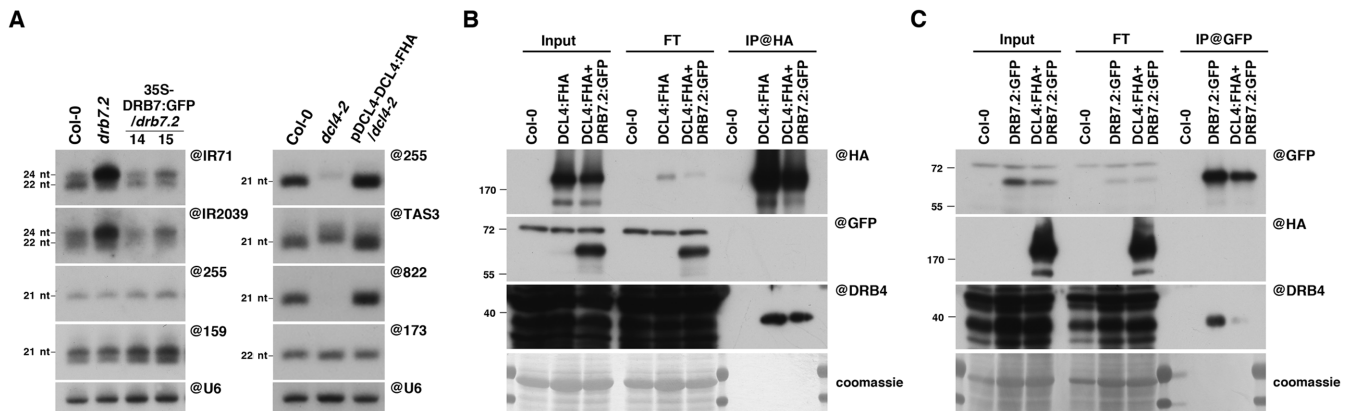 A
Col-0
drb7.2
35S-
DRB7:GFP
/drb7.2
14 15
24 nt
22 nt
@IR71
24 nt
22 nt
@IR2039
21 nt
@255
21 nt
@159
@U6
Col-0
dcl4-2
pDCL4-DCL4:FHA
/dcl4-2
21 nt
@255
21 nt
@TAS3
21 nt
@822
22 nt
@173
@U6
B
Input FT IP@HA
Col-0
DCL4:FHA
DCL4:FHA+
DRB7.2:GFP
Col-0
DCL4:FHA
DCL4:FHA+
DRB7.2:GFP
Col-0
DCL4:FHA
DCL4:FHA+
DRB7.2:GFP
170
@HA
72
55
@GFP
40
@DRB4
coomassie
C
Input FT IP@GFP
Col-0
DRB7.2:GFP
DCL4:FHA+
DRB7.2:GFP
Col-0
DRB7.2:GFP
DCL4:FHA+
DRB7.2:GFP
Col-0
DRB7.2:GFP
DCL4:FHA+
DRB7.2:GFP
72
55
@GFP
170
@HA
40
@DRB4
coomassie